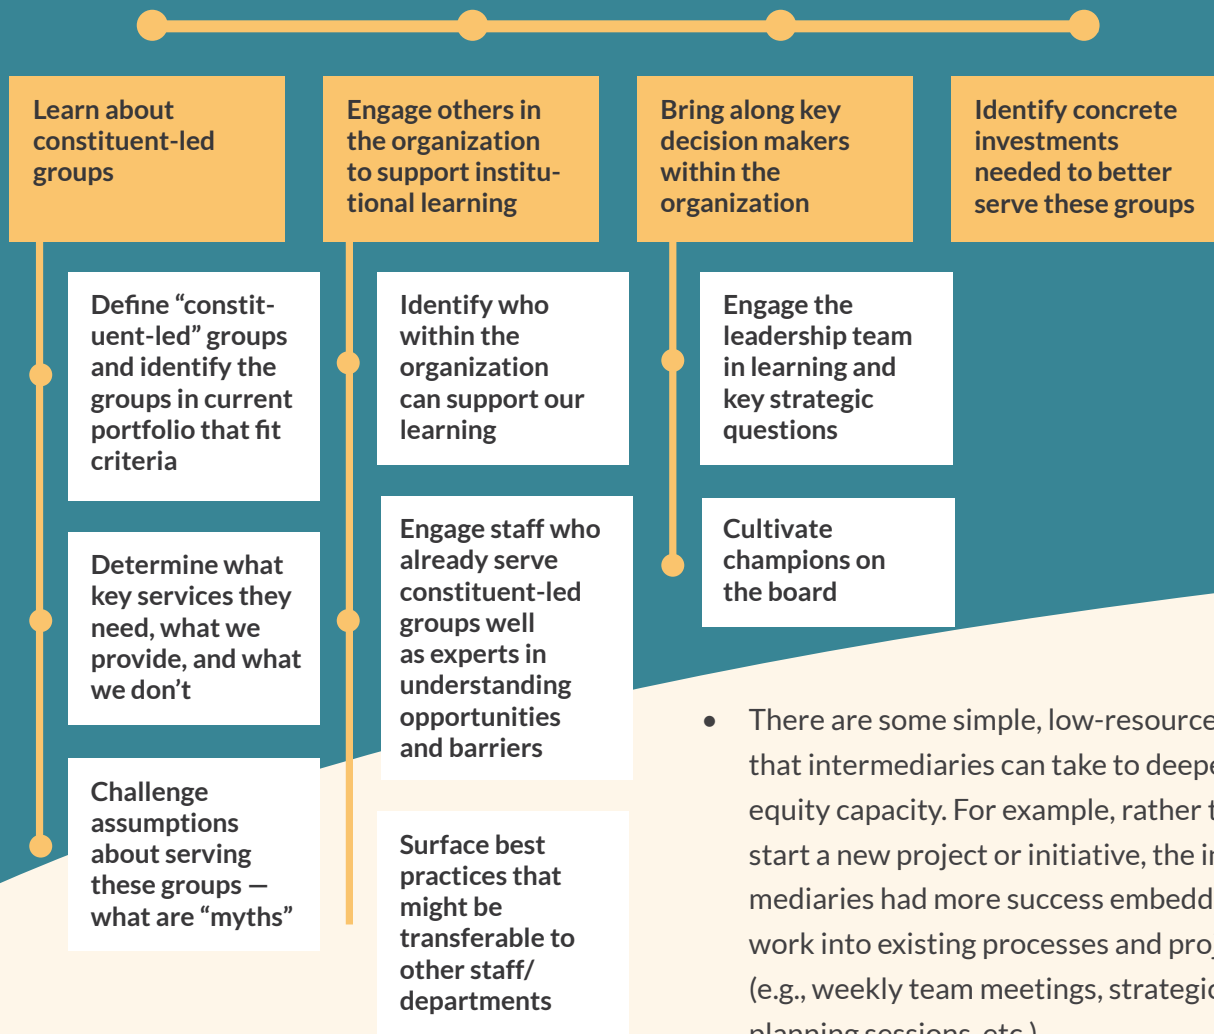 Learn about
constituent-led
groups
Engage others in
the organization
to support institu-
tional learning
Bring along key
decision makers
within the
organization
Identify concrete
investments
needed to better
serve these groups
Define “constit-
uent-led” groups
and identify the
groups in current
portfolio that fit
criteria
Determine what
key services they
need, what we
provide, and what
we don’t
Challenge
assumptions
about serving
these groups —
what are “myths”
Identify who
within the
organization
can support our
learning
Engage staff who
already serve
constituent-led
groups well
as experts in
understanding
opportunities
and barriers
Surface best
practices that
might be
transferable to
other staff/
departments
Engage the
leadership team
in learning and
key strategic
questions
Cultivate
champions on
the board
• There are some simple, low-resource
that intermediaries can take to
equity capacity. For example, rather
start a new project or initiative, the
mediaries had more success
work into existing processes and
(e.g., weekly team meetings,
planning sessions, etc.)